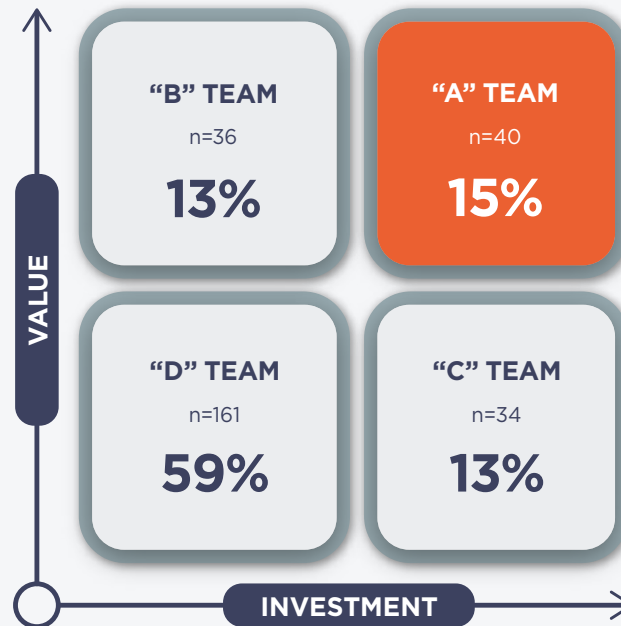 “B” TEAM
n=36
13%
“A” TEAM
n=40
15%
VALUE
“D” TEAM
n=161
59%
“C” TEAM
n=34
13%
INVESTMENT